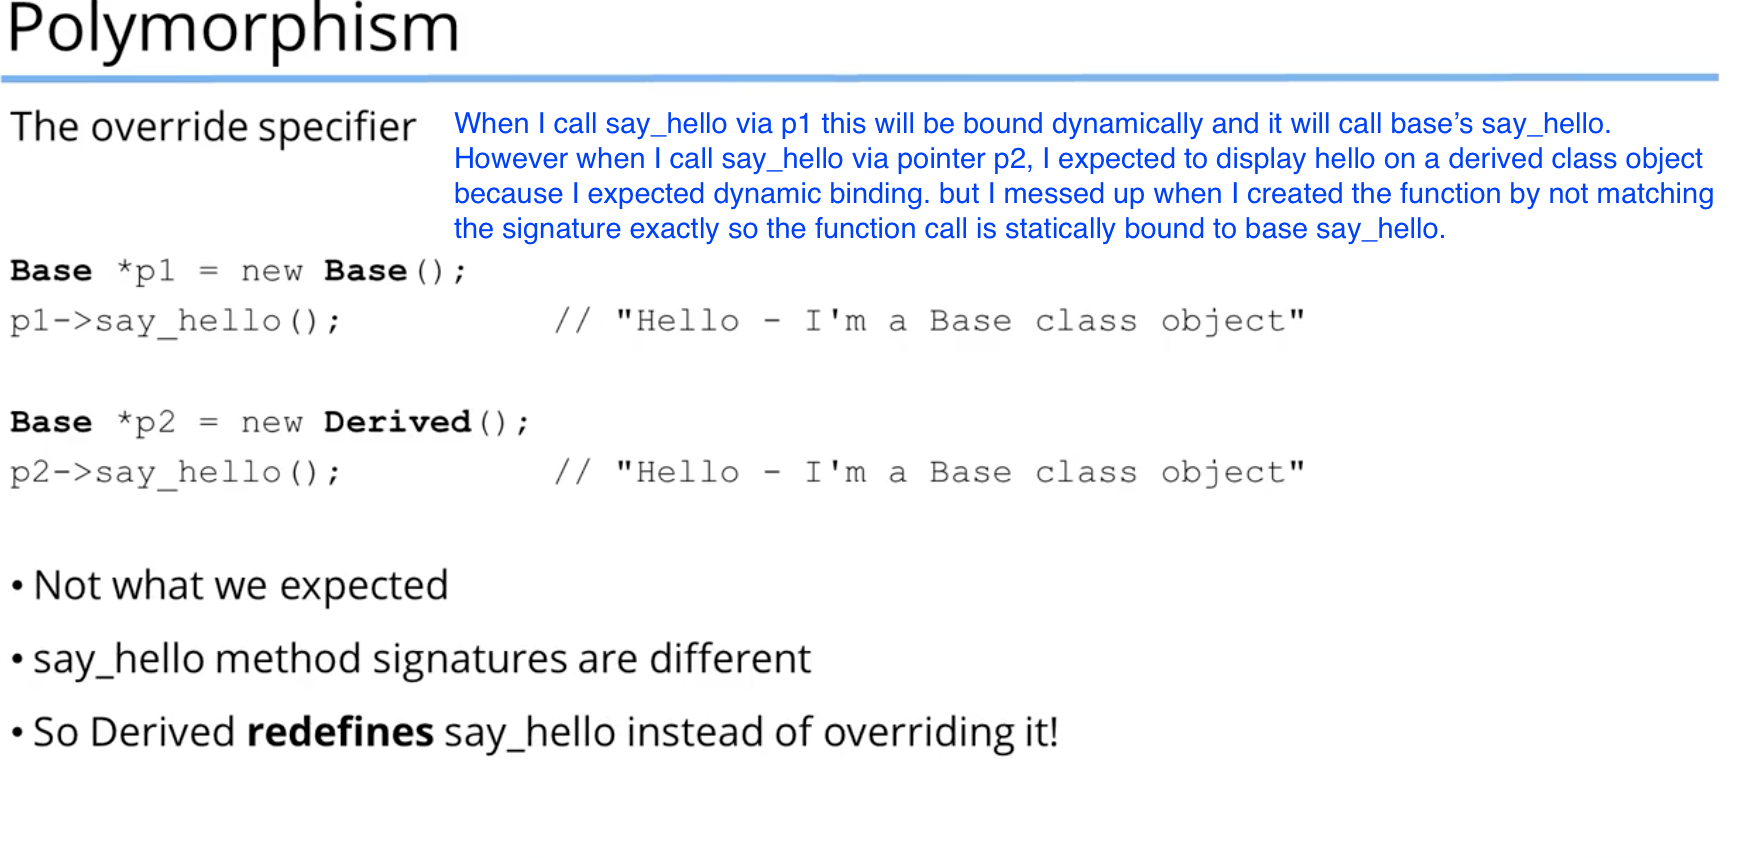 Polymorphism
The override specifier
When I call say_hello via p1 this will be bound dynamically and it will call base’s say_hello.
However when I call say_hello via pointer p2, I expected to display hello on a derived class object
because I expected dynamic binding. but I messed up when I created the function by not matching
the signature exactly so the function call is statically bound to base say_hello.
Base *p1 = new Base();
p1->say_hello(); // "Hello - I'm a Base class object"
Base *p2 = new Derived();
p2->say_hello(); // "Hello - I'm a Base class object"
• Not what we expected
• say_hello method signatures are different
• So Derived redefines say_hello instead of overriding it!